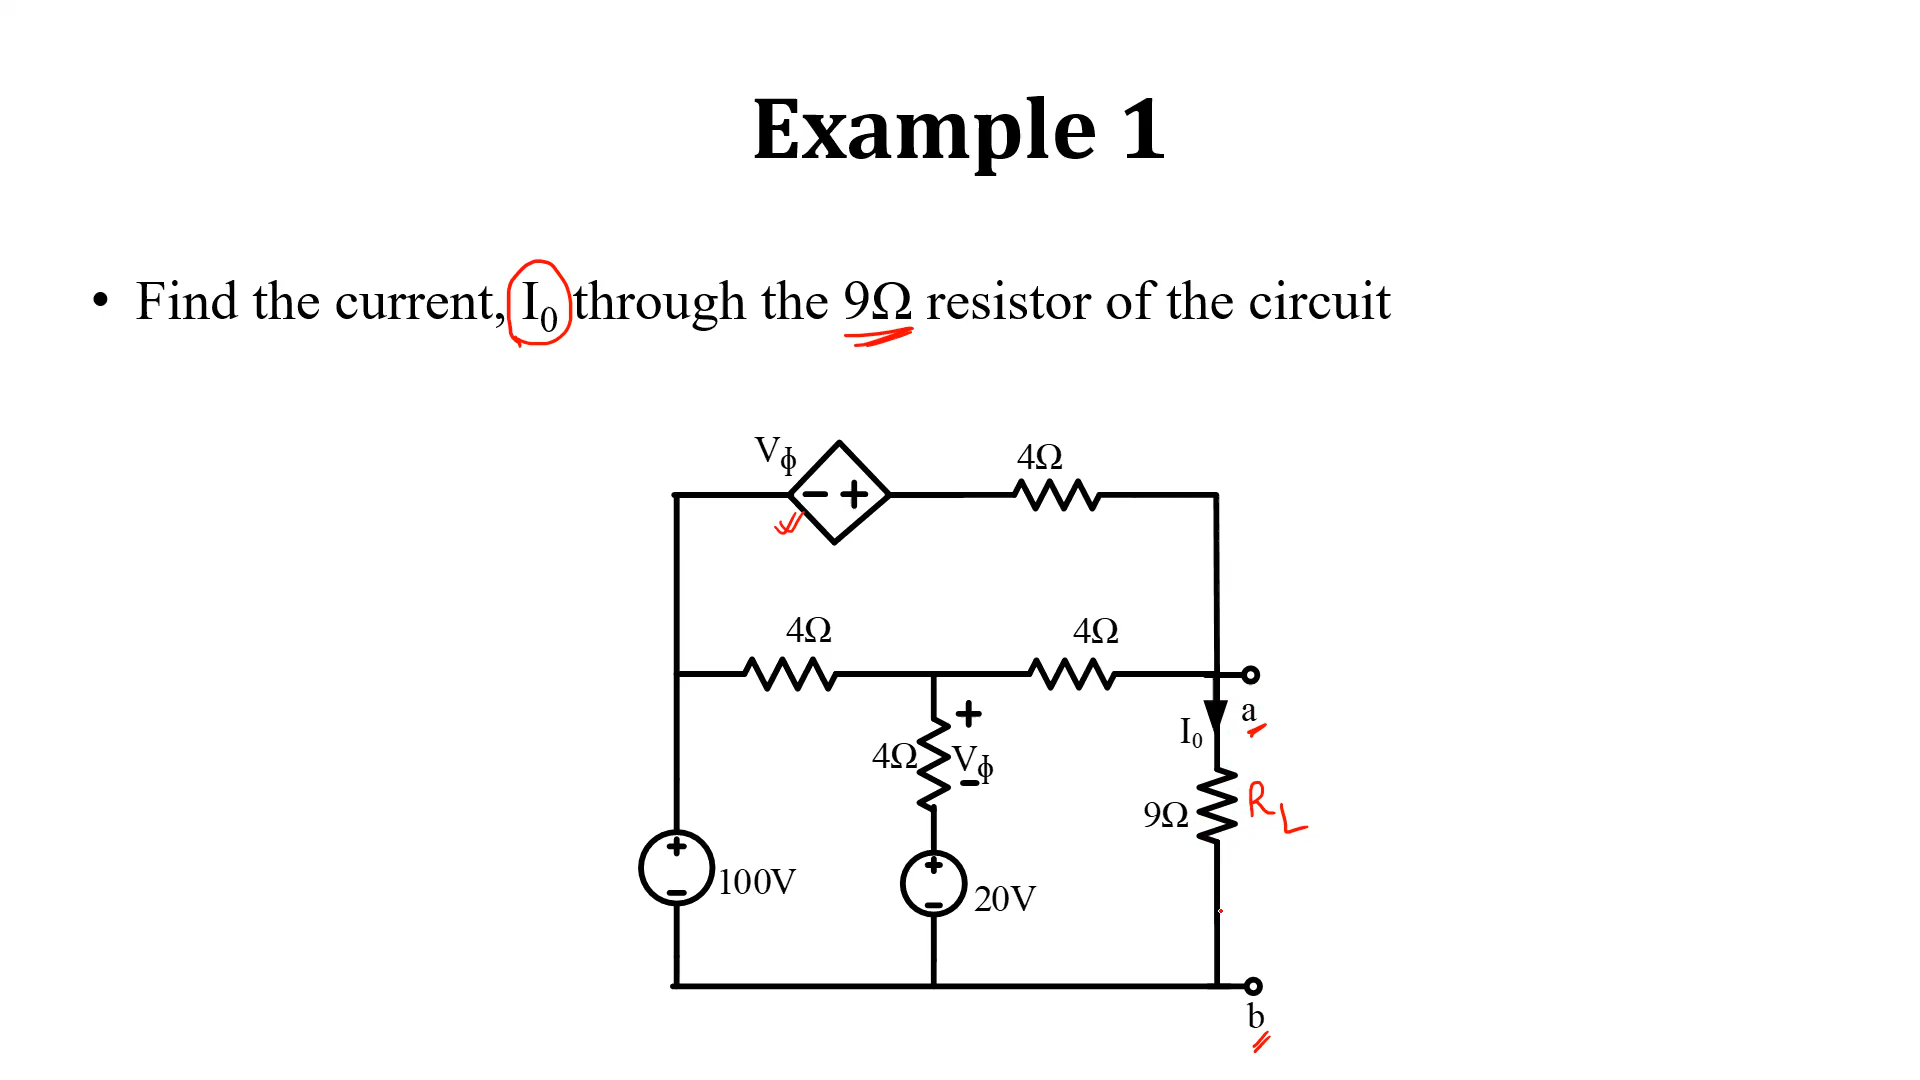 Example 1
• Find the current, I₀ through the 9Ω resistor of the circuit
Vϕ
- +
4Ω
4Ω
4Ω
+
4Ω
Vϕ
-
I₀
a
9Ω
R_L
+
-
100V
+
-
20V
b